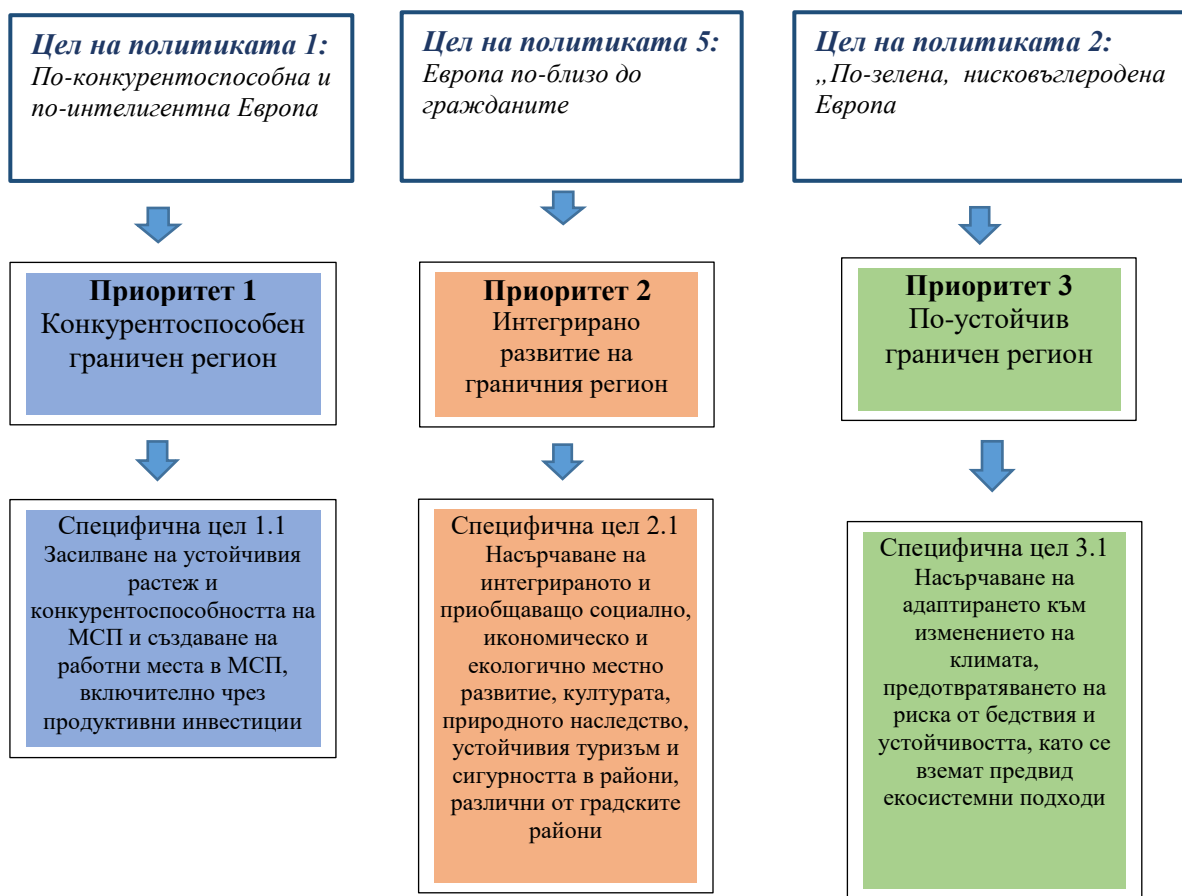 Цел на политиката 1:
По-конкурентоспособна и
по-интелигентна Европа
Цел на политиката 5:
Европа по-близо до
гражданите
Цел на политиката 2:
„По-зелена, нисковъглеродена
Европа
Приоритет 1
Конкурентоспособен
граничен регион
Приоритет 2
Интегрирано
развитие на
граничния регион
Приоритет 3
По-устойчив
граничен регион
Специфична цел 1.1
Засилване на устойчивия
растеж и
конкурентоспособността на
МСП и създаване на
работни места в МСП,
включително чрез
продуктивни инвестиции
Специфична цел 2.1
Насърчаване на
интегрираното и
приобщаващо социално,
икономическо и
екологично местно
развитие, културата,
природното наследство,
устойчивия туризъм и
сигурността в райони,
различни от градските
райони
Специфична цел 3.1
Насърчаване на
адаптирането към
изменението на
климата,
предотвратяването на
риска от бедствия и
устойчивостта, като се
вземат предвид
екосистемни подходи